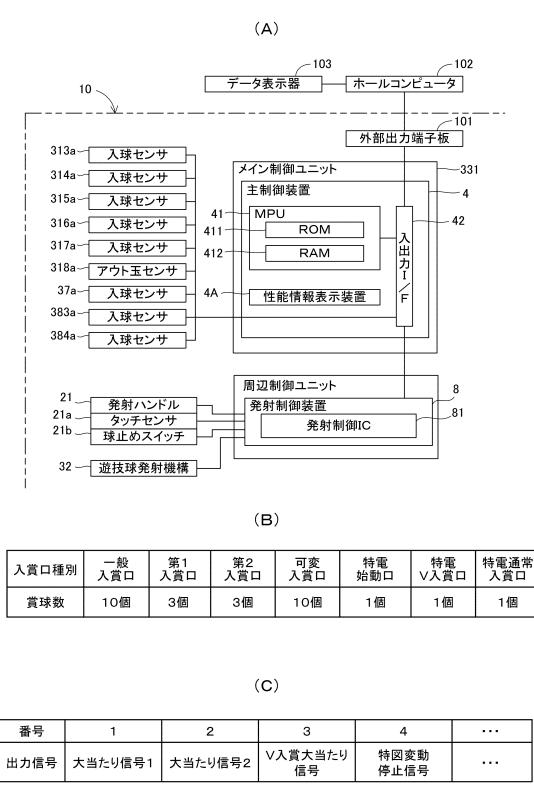 (A)
103
データ表示器
102
ホールコンピュータ
10
101
外部出力端子板
313a
入球センサ
314a
入球センサ
315a
入球センサ
316a
入球センサ
317a
入球センサ
318a
アウト玉センサ
37a
入球センサ
383a
入球センサ
384a
入球センサ
メイン制御ユニット
331
主制御装置
4
41
MPU
42
411
ROM
412
RAM
入出力I/F
4A
性能情報表示装置
周辺制御ユニット
8
発射制御装置
81
発射制御IC
21
発射ハンドル
21a
タッチセンサ
21b
球止めスイッチ
32
遊技球発射機構
(B)
入賞口種別 一般入賞口 第1入賞口 第2入賞口 可変入賞口 特電始動口 特電V入賞口 特電通常入賞口
賞球数 10個 3個 3個 10個 1個 1個 1個
(C)
番号 1 2 3 4 ・・・
出力信号 大当たり信号1 大当たり信号2 V入賞大当たり信号 特図変動停止信号 ・・・